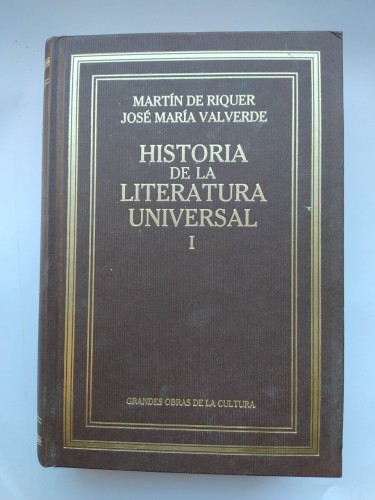 MARTÍN DE RIQUER
JOSÉ MARÍA VALVERDE
HISTORIA
DE LA
LITERATURA
UNIVERSAL
I
GRANDES OBRAS DE LA CULTURA